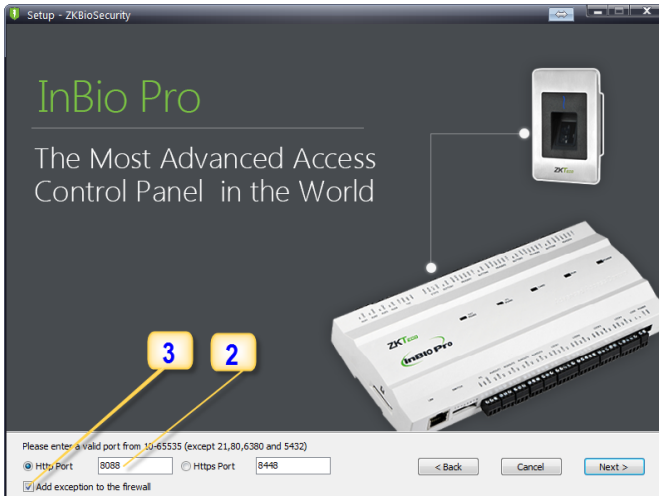 Setup - ZKBioSecurity
InBio Pro
The Most Advanced Access
Control Panel in the World
ZKTeco
ZKTeco
InBIO Pro
3
2
Please enter a valid port from 10-65535 (except 21,80,6380 and 5432)
Http Port 8088 Https Port 8448
Add exception to the firewall
< Back Cancel Next >